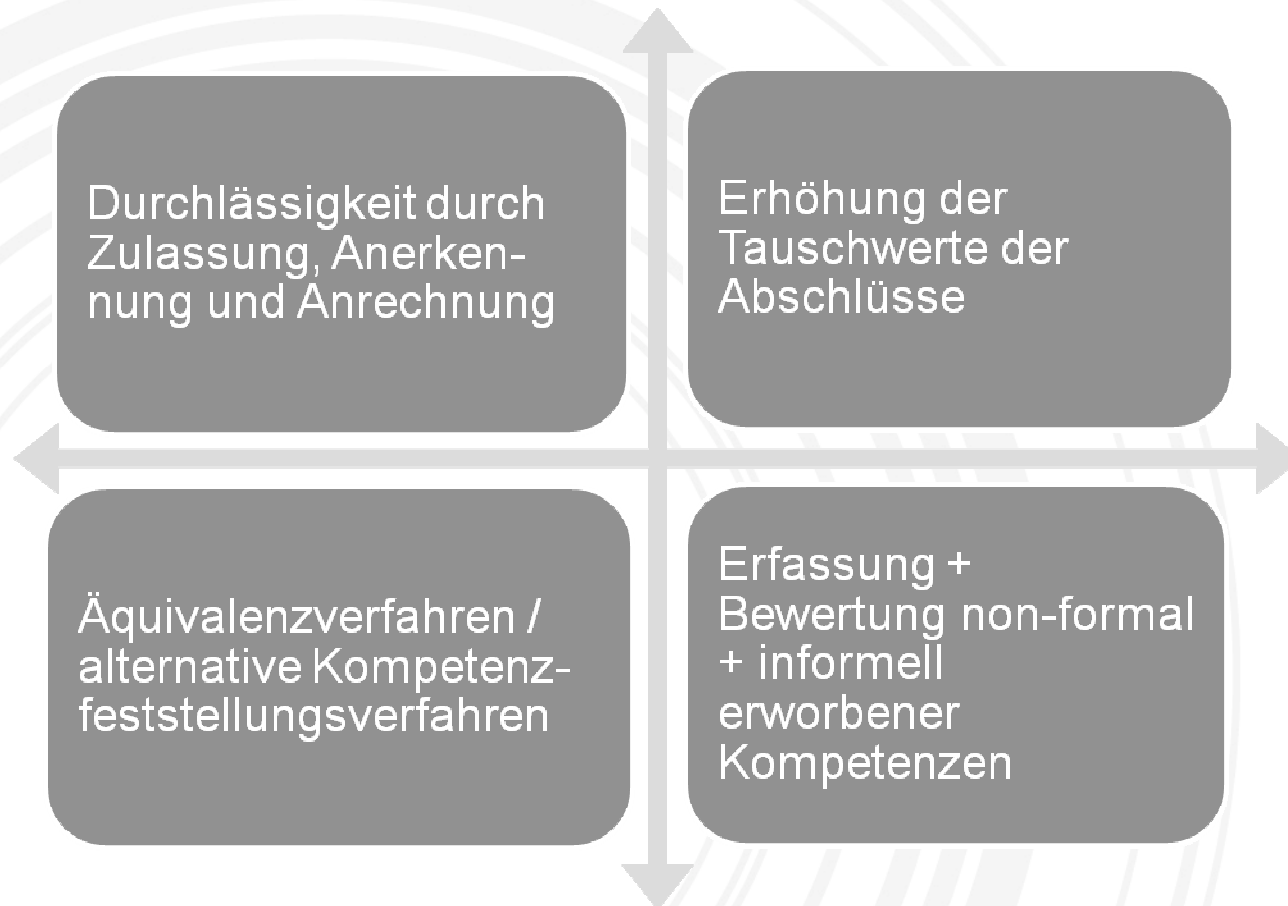 Durchlässigkeit durch
Zulassung, Anerken-
nung und Anrechnung
Erhöhung der
Tauschwerte der
Abschlüsse
Äquivalenzverfahren /
alternative Kompetenz-
feststellungsverfahren
Erfassung +
Bewertung non-formal
+ informell
erworbener
Kompetenzen